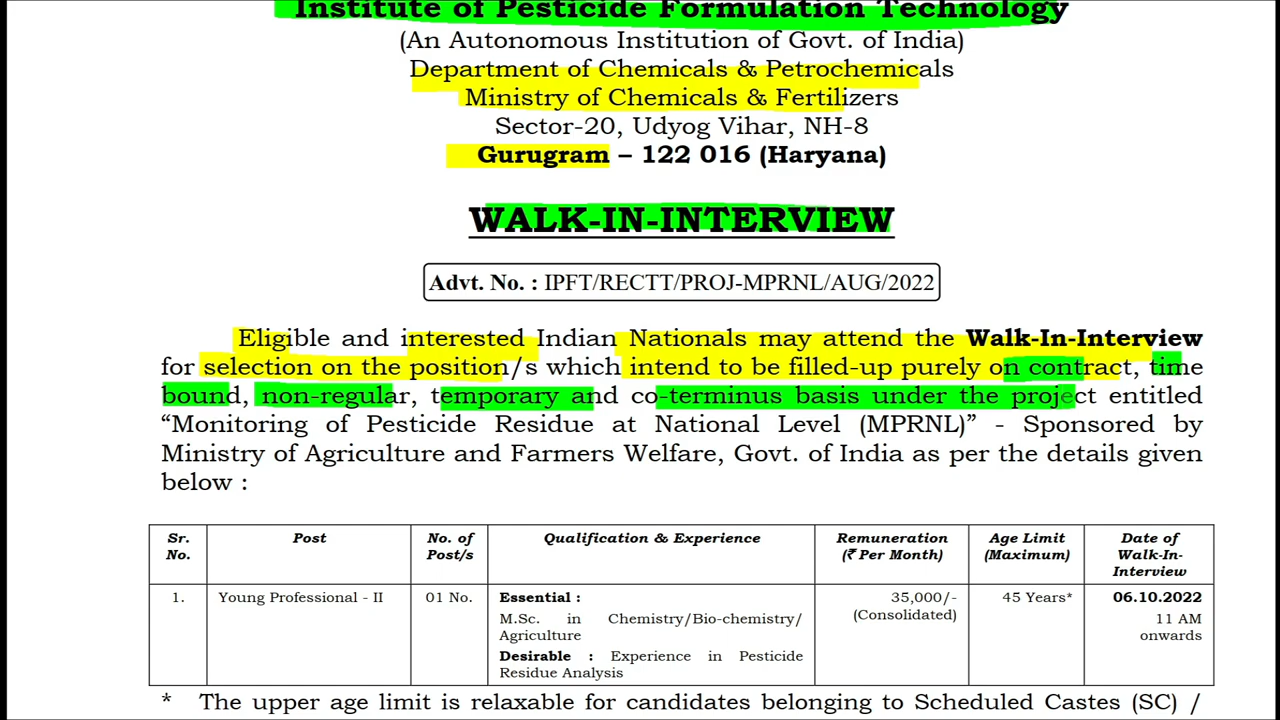 Institute of Pesticide Formulation Technology
(An Autonomous Institution of Govt. of India)
Department of Chemicals & Petrochemicals
Ministry of Chemicals & Fertilizers
Sector-20, Udyog Vihar, NH-8
Gurugram – 122 016 (Haryana)
WALK-IN-INTERVIEW
Advt. No. : IPFT/RECTT/PROJ-MPRNL/AUG/2022
Eligible and interested Indian Nationals may attend the Walk-In-Interview
for selection on the position/s which intend to be filled-up purely on contract, time
bound, non-regular, temporary and co-terminus basis under the project entitled
“Monitoring of Pesticide Residue at National Level (MPRNL)” - Sponsored by
Ministry of Agriculture and Farmers Welfare, Govt. of India as per the details given
below :
Sr. No. Post No. of Post/s Qualification & Experience Remuneration (₹ Per Month) Age Limit (Maximum) Date of Walk-In-Interview
1. Young Professional - II 01 No. Essential : 35,000/- 45 Years* 06.10.2022
M.Sc. in Chemistry/Bio-chemistry/ (Consolidated) 11 AM
Agriculture onwards
Desirable : Experience in Pesticide
Residue Analysis
* The upper age limit is relaxable for candidates belonging to Scheduled Castes (SC) /